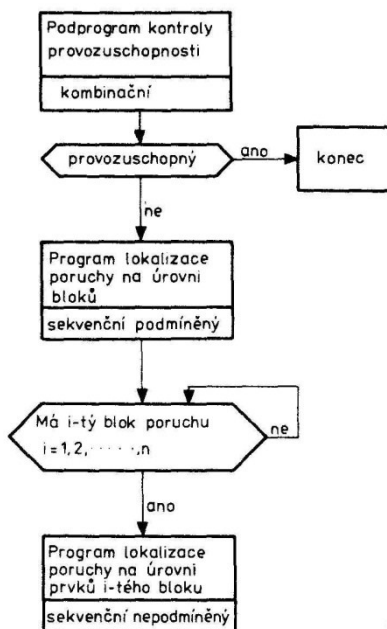 Podprogram kontroly
provozuschopnosti
kombinační
provozuschopný
ano
konec
ne
Program lokalizace
poruchy na úrovni
bloků
sekvenční podmíněný
Má i-tý blok poruchu
i=1,2,·····,n
ne
ano
Program lokalizace
poruchy na úrovni
prvků i-tého bloku
sekvenční nepodmíněný